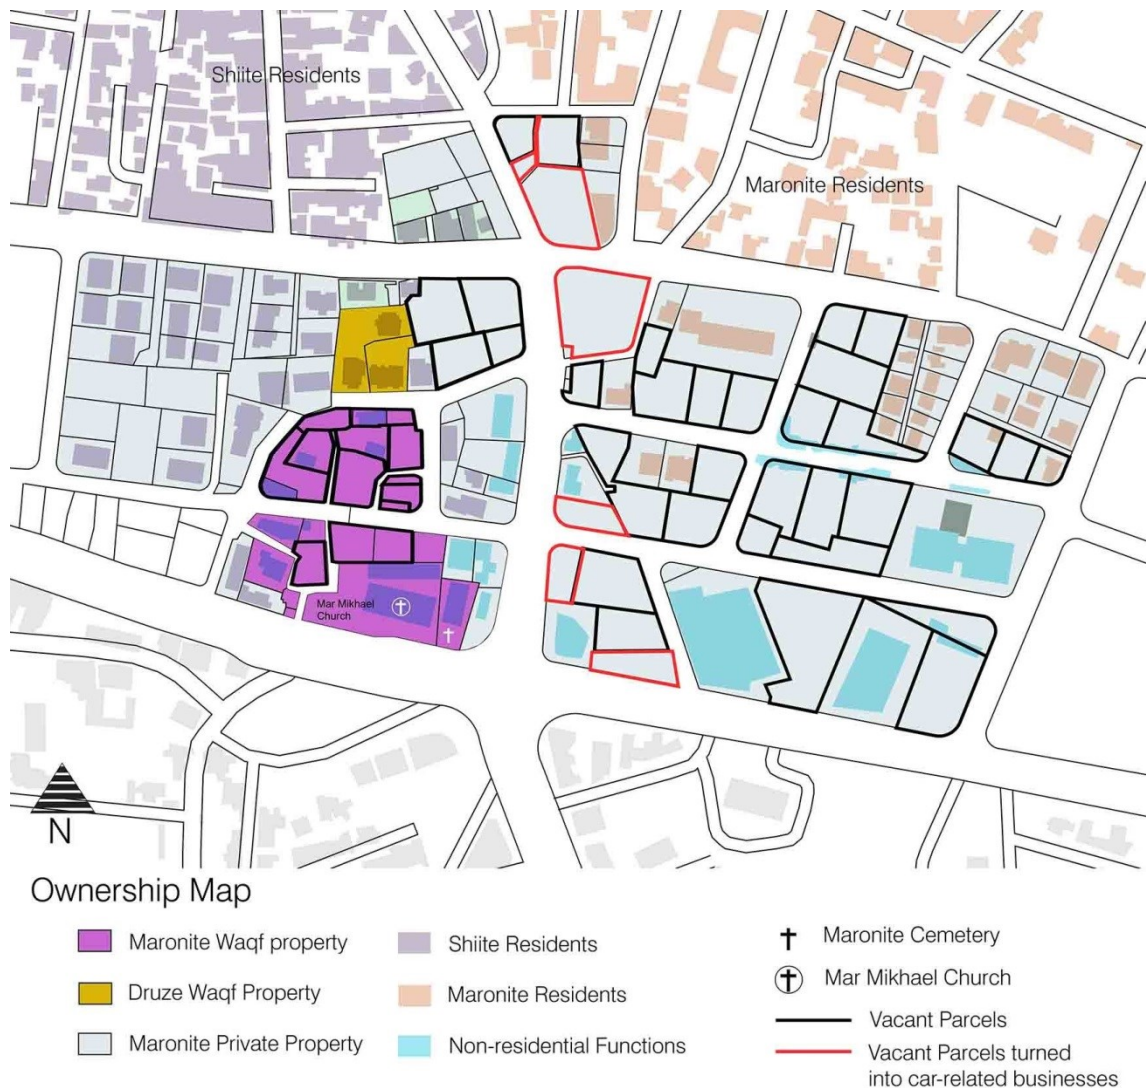 Shiite Residents
Maronite Residents
Mar Mikhael
Church
N
Ownership Map
Maronite Waqf property
Druze Waqf Property
Maronite Private Property
Shiite Residents
Maronite Residents
Non-residential Functions
Maronite Cemetery
Mar Mikhael Church
Vacant Parcels
Vacant Parcels turned
into car-related businesses